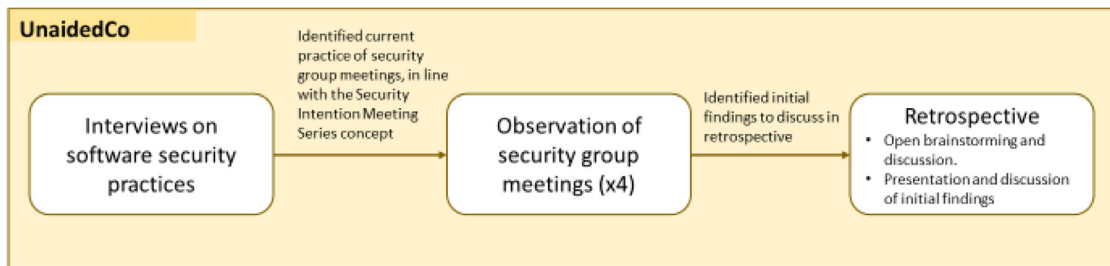 UnaidedCo
Identified current
practice of security
group meetings, in line
with the Security
Intention Meeting
Series concept
Interviews on
software security
practices
Observation of
security group
meetings (x4)
Identified initial
findings to discuss in
retrospective
Retrospective
• Open brainstorming and
discussion.
• Presentation and discussion
of initial findings